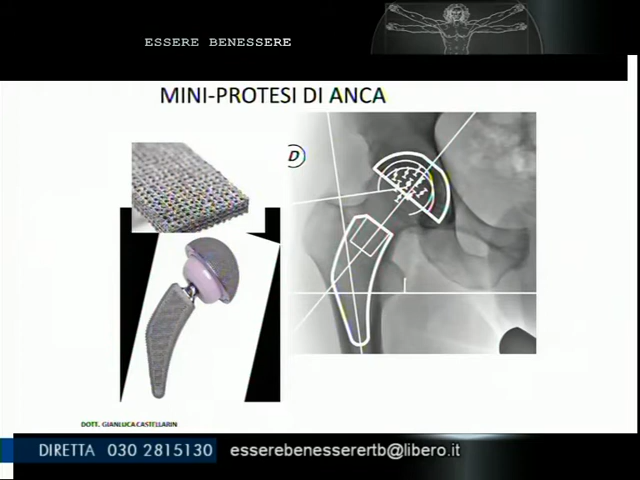 ESSERE BENESSERE
MINI-PROTESI DI ANCA
D
DOTT. GIANLUCA CASTELLARIN
DIRETTA 030 2815130 esserebenesserertb@libero.it